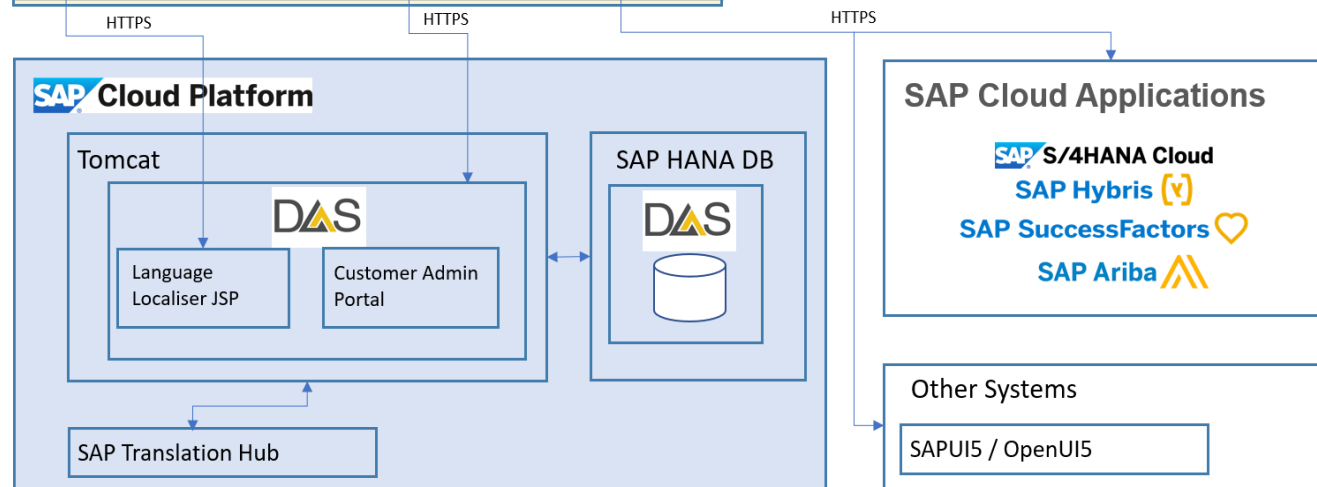 HTTPS
HTTPS
HTTPS
SAP Cloud Platform
SAP Cloud Applications
Tomcat
SAP HANA DB
DAS
DAS
Language
Localiser JSP
Customer Admin
Portal
SAP S/4HANA Cloud
SAP Hybris
SAP SuccessFactors
SAP Ariba
SAP Translation Hub
Other Systems
SAPUI5 / OpenUI5